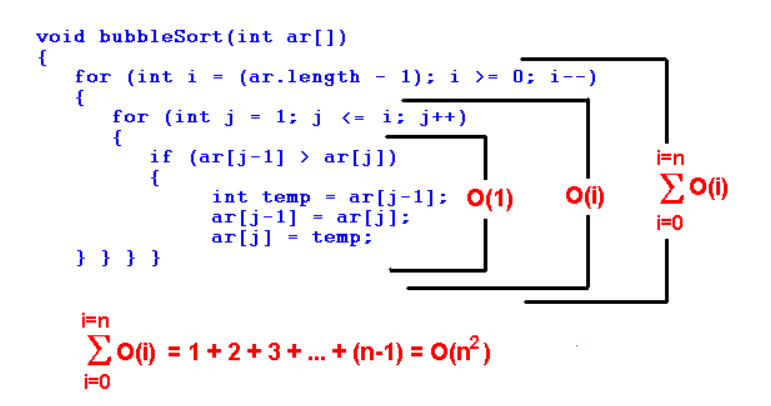 void bubbleSort(int ar[])
{
for (int i = (ar.length - 1); i >= 0; i--)
{
for (int j = 1; j <= i; j++)
{
if (ar[j-1] > ar[j])
{
int temp = ar[j-1];
ar[j-1] = ar[j];
ar[j] = temp;
} } } }
O(1)
O(i)
i=n
∑ O(i)
i=0
i=n
∑ O(i) = 1 + 2 + 3 + ... + (n-1) = O(n²)
i=0